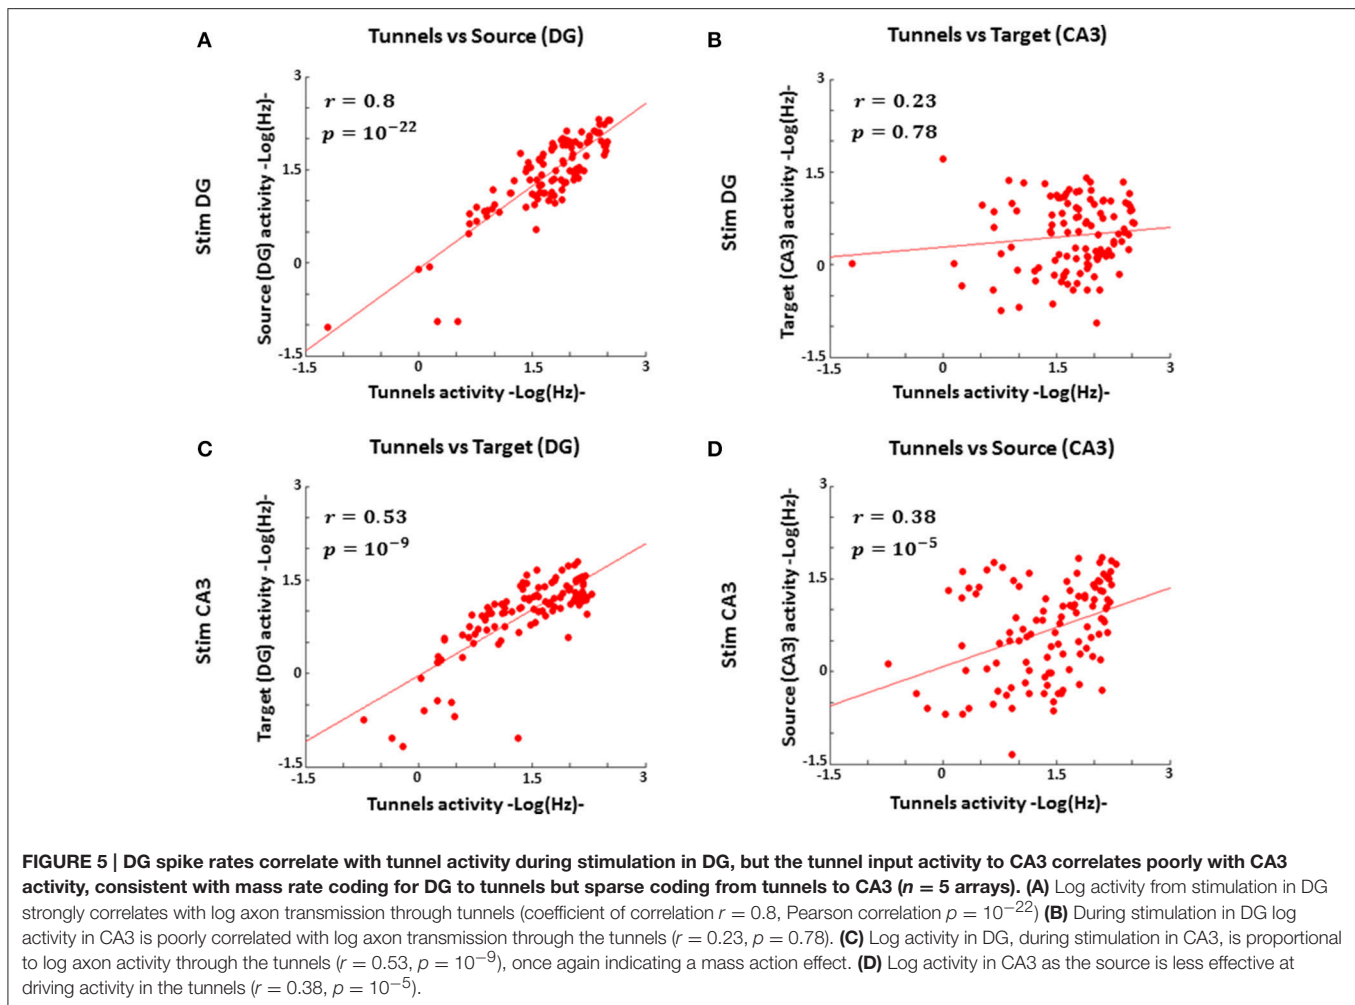 A
Tunnels vs Source (DG)
3
r = 0.8
p = 10⁻²²
1.5
0
-1.5
-1.5
0
1.5
3
Stim DG
Source (DG) activity -Log(Hz)-
Tunnels activity -Log(Hz)-
B
Tunnels vs Target (CA3)
3
r = 0.23
p = 0.78
1.5
0
-1.5
-1.5
0
1.5
3
Stim DG
Target (CA3) activity -Log(Hz)-
Tunnels activity -Log(Hz)-
C
Tunnels vs Target (DG)
3
r = 0.53
p = 10⁻⁹
1.5
0
-1.5
-1.5
0
1.5
3
Stim CA3
Target (DG) activity -Log(Hz)-
Tunnels activity -Log(Hz)-
D
Tunnels vs Source (CA3)
3
r = 0.38
p = 10⁻⁵
1.5
0
-1.5
-1.5
0
1.5
3
Stim CA3
Source (CA3) activity -Log(Hz)-
Tunnels activity -Log(Hz)-
FIGURE 5 | DG spike rates correlate with tunnel activity during stimulation in DG, but the tunnel input activity to CA3 correlates poorly with CA3
activity, consistent with mass rate coding for DG to tunnels but sparse coding from tunnels to CA3 (n = 5 arrays). (A) Log activity from stimulation in DG
strongly correlates with log axon transmission through tunnels (coefficient of correlation r = 0.8, Pearson correlation p = 10⁻²²) (B) During stimulation in DG log
activity in CA3 is poorly correlated with log axon transmission through the tunnels (r = 0.23, p = 0.78). (C) Log activity in DG, during stimulation in CA3, is proportional
to log axon activity through the tunnels (r = 0.53, p = 10⁻⁹), once again indicating a mass action effect. (D) Log activity in CA3 as the source is less effective at
driving activity in the tunnels (r = 0.38, p = 10⁻⁵).